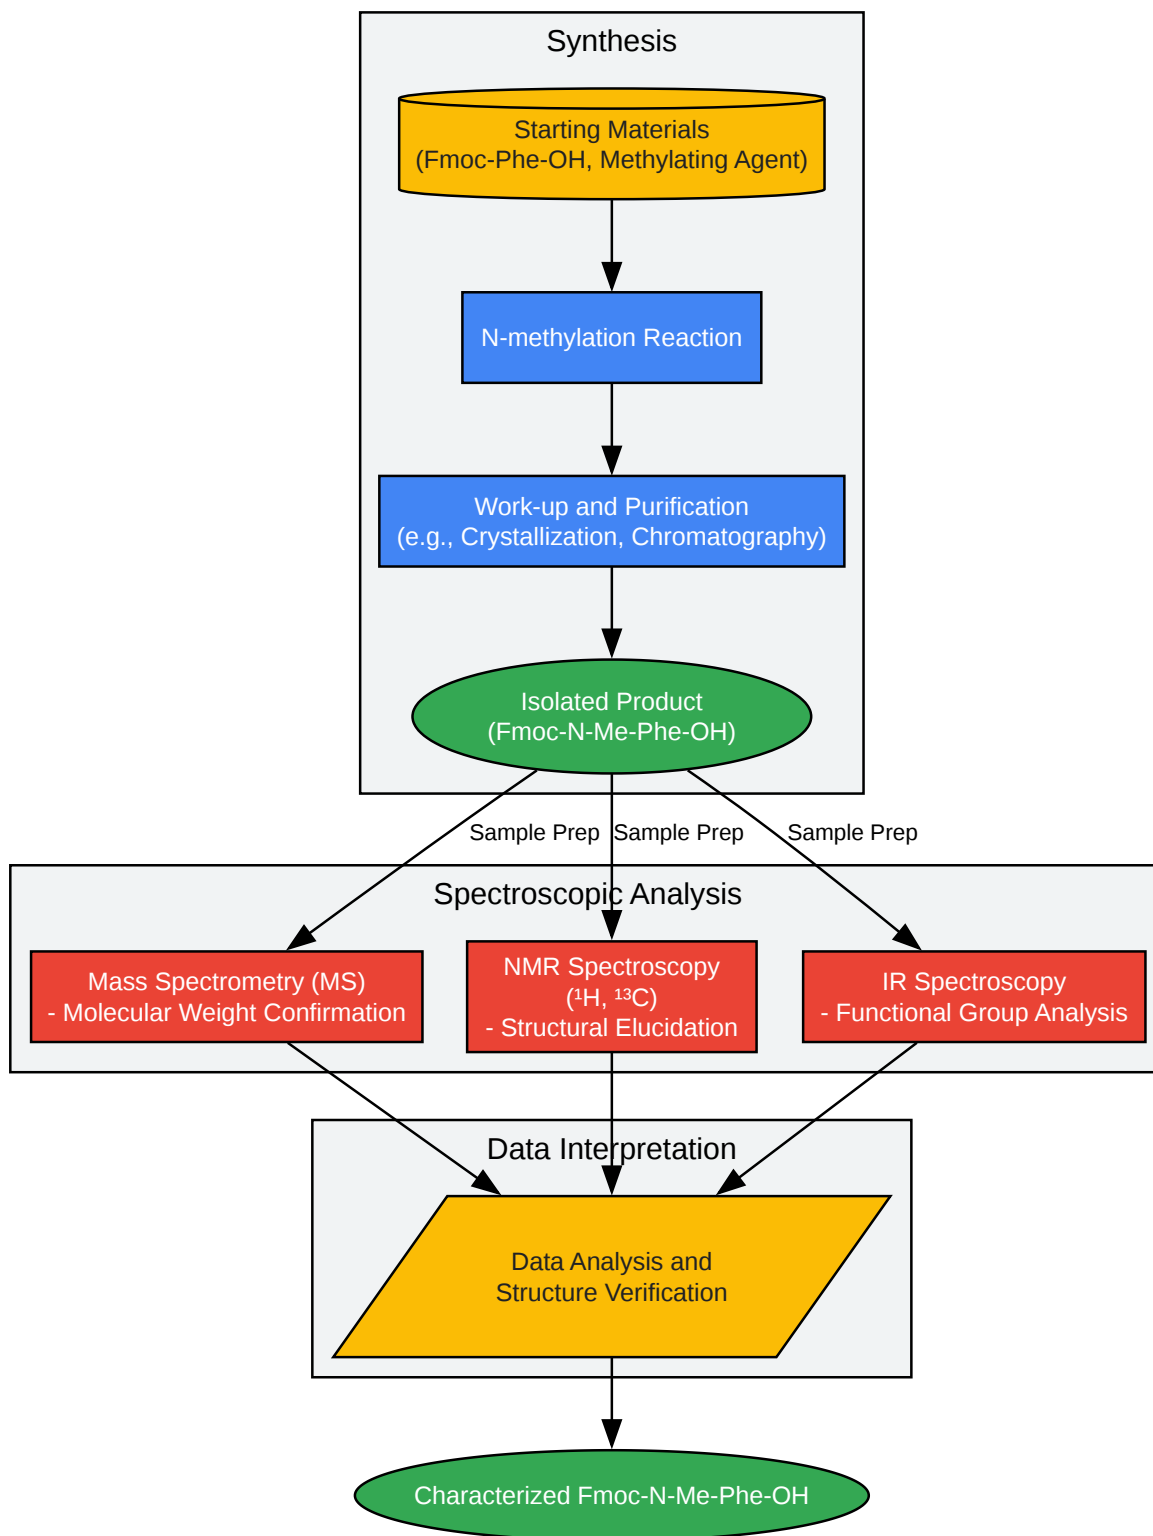 Synthesis
Starting Materials
(Fmoc-Phe-OH, Methylating Agent)
N-methylation Reaction
Work-up and Purification
(e.g., Crystallization, Chromatography)
Isolated Product
(Fmoc-N-Me-Phe-OH)
Sample Prep
Sample Prep
Sample Prep
Spectroscopic Analysis
Mass Spectrometry (MS)
- Molecular Weight Confirmation
NMR Spectroscopy
(¹H, ¹³C)
- Structural Elucidation
IR Spectroscopy
- Functional Group Analysis
Data Interpretation
Data Analysis and
Structure Verification
Characterized Fmoc-N-Me-Phe-OH